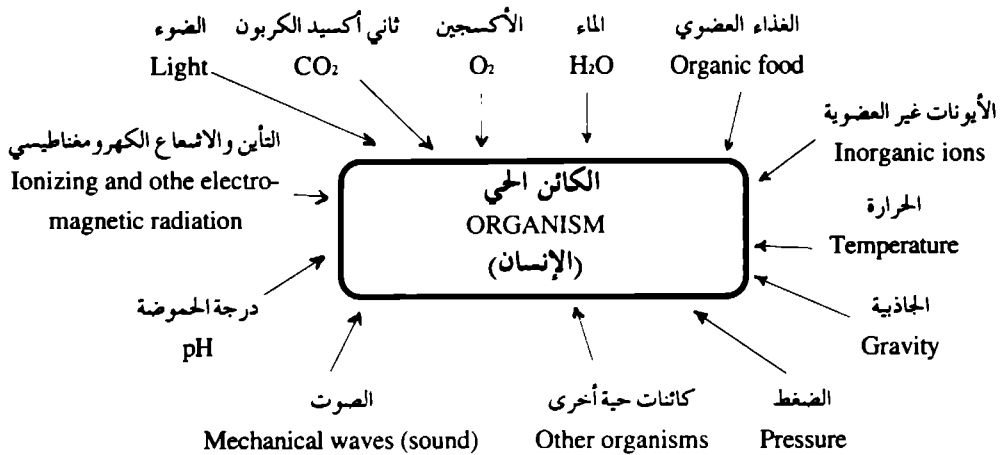 الضوء
Light
ثاني أكسيد الكربون
CO₂
الأكسجين
O₂
الماء
H₂O
الغذاء العضوي
Organic food
الأيونات غير العضوية
Inorganic ions
التأين والاشعاع الكهرومغناطيسي
Ionizing and othe electro-
magnetic radiation
الكائن الحي
ORGANISM
(الإنسان)
الحرارة
Temperature
درجة الحموضة
pH
الجاذبية
Gravity
الصوت
Mechanical waves (sound)
كائنات حية أخرى
Other organisms
الضغط
Pressure